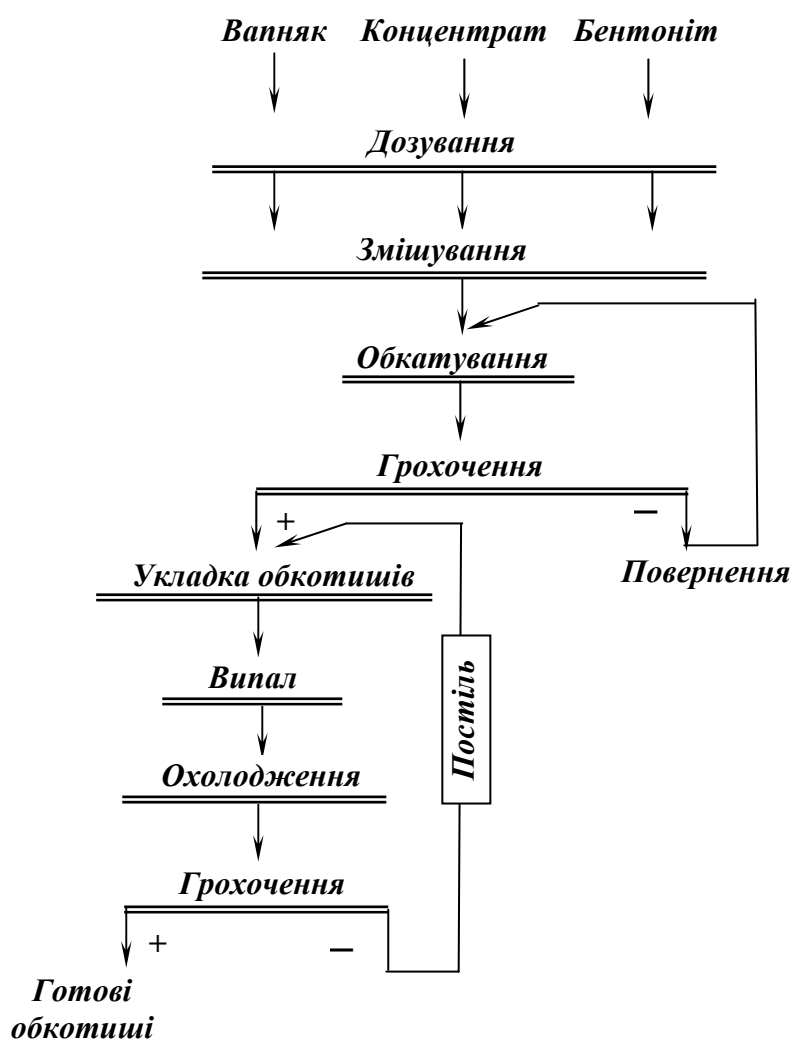 Вапняк Концентрат Бентоніт
Дозування
Змішування
Обкатування
Грохочення
+ −
Укладка обкотишів
Повернення
Випал
Постіль
Охолодження
Грохочення
+ −
Готові
обкотиші